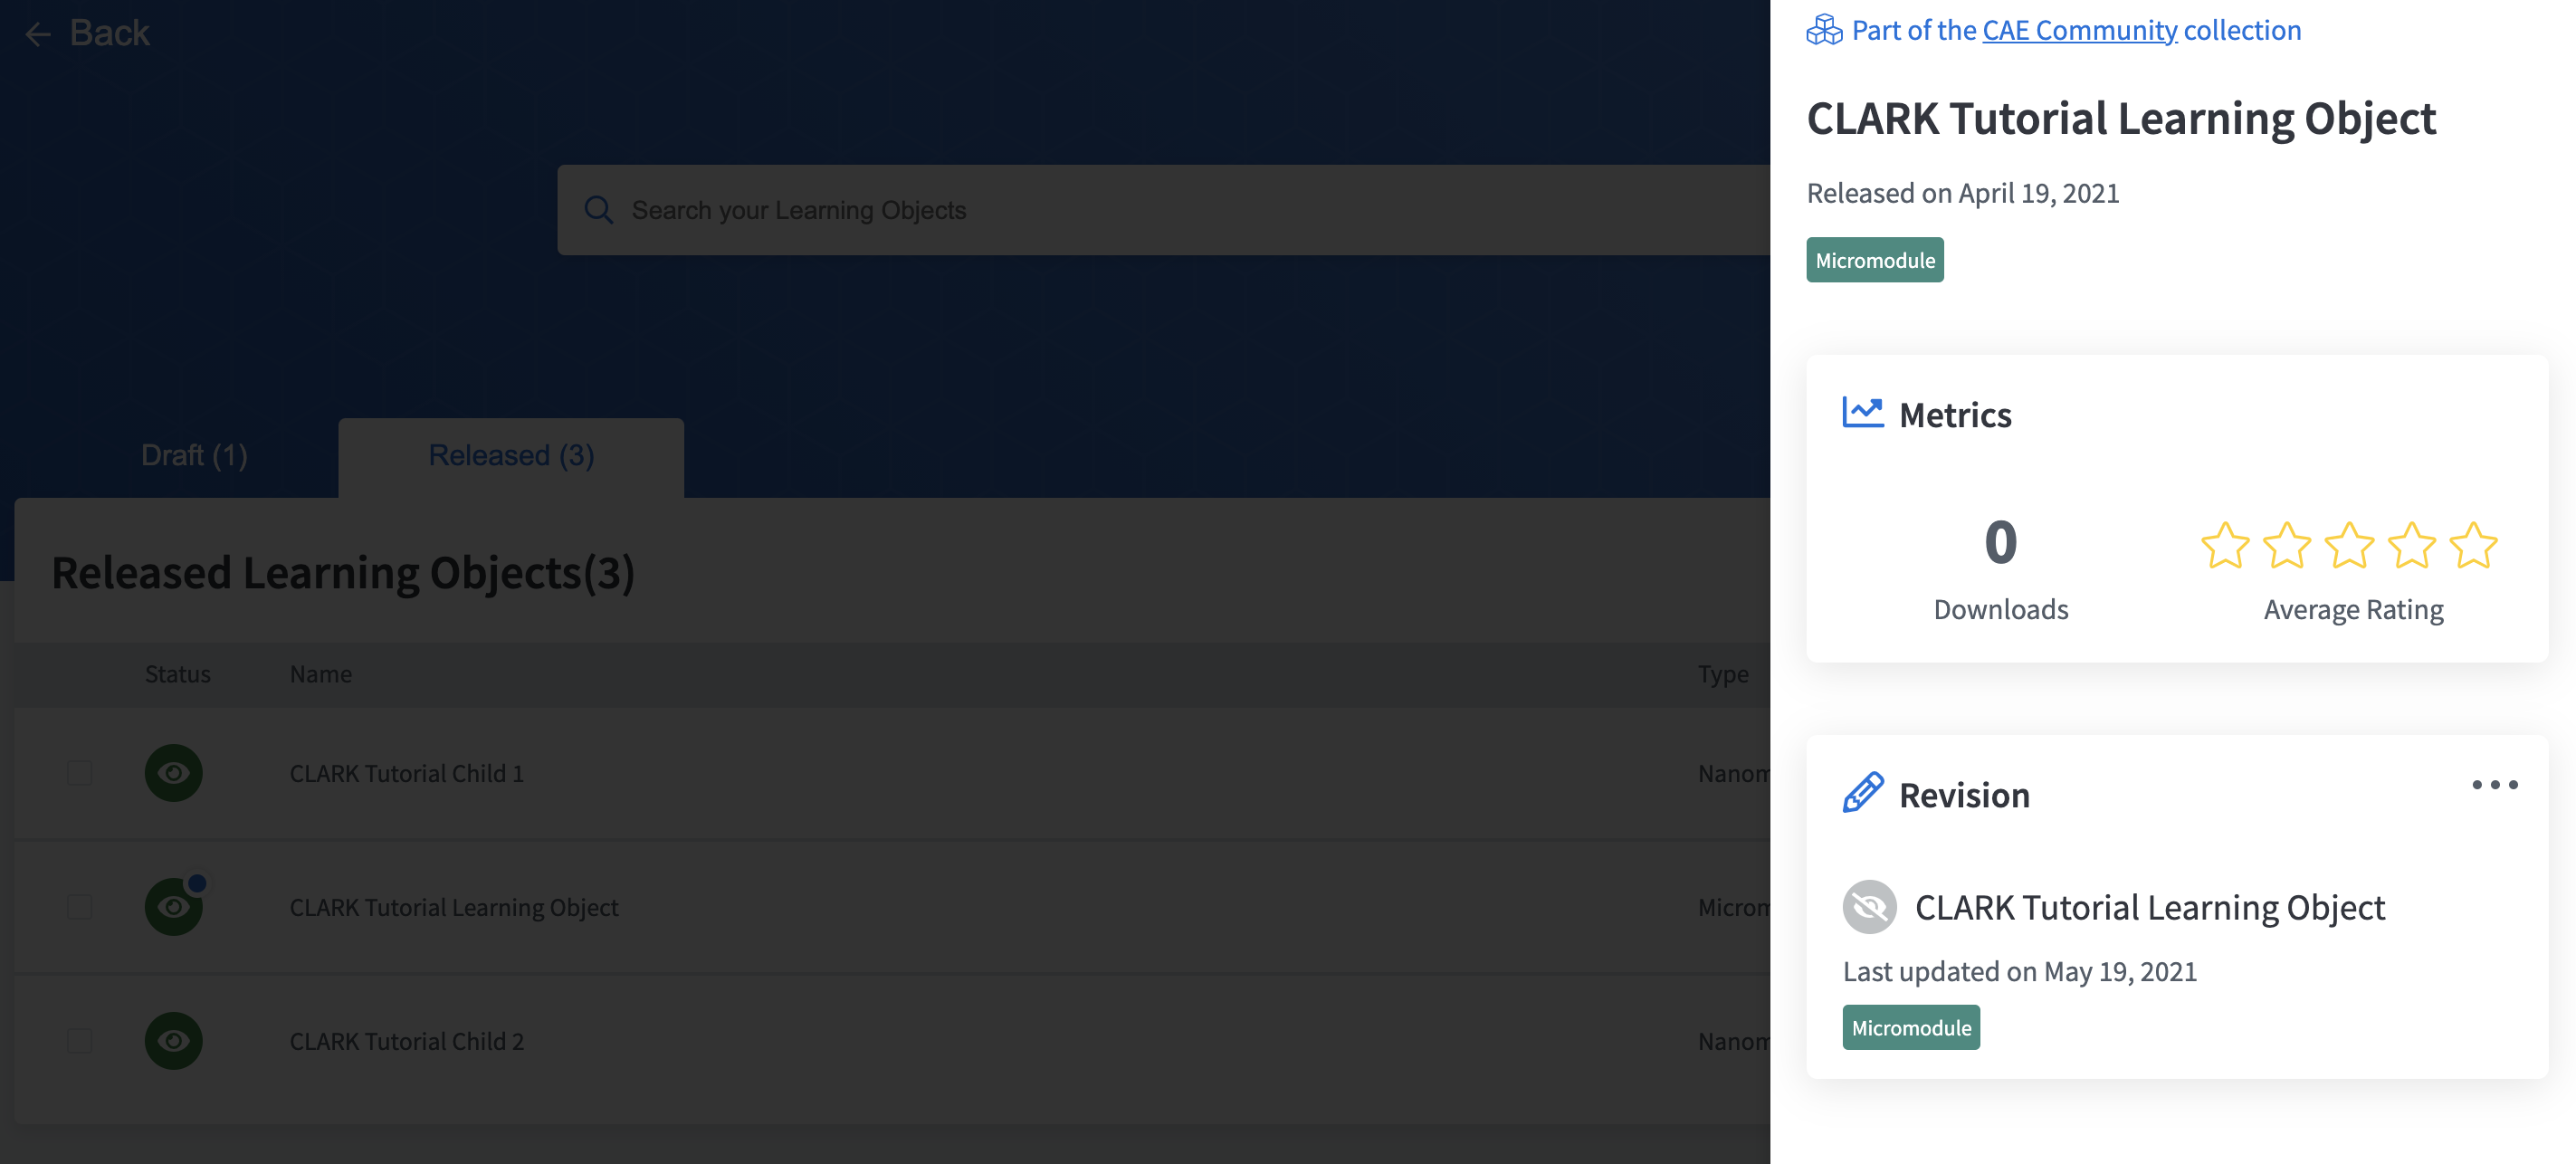 Back
Search your Learning Objects
Draft (1)
Released (3)
Released Learning Objects(3)
Status Name Type
CLARK Tutorial Child 1
CLARK Tutorial Learning Object
CLARK Tutorial Child 2
Part of the CAE Community collection
CLARK Tutorial Learning Object
Released on April 19, 2021
Micromodule
Metrics
0
Downloads
Average Rating
Revision
CLARK Tutorial Learning Object
Last updated on May 19, 2021
Micromodule